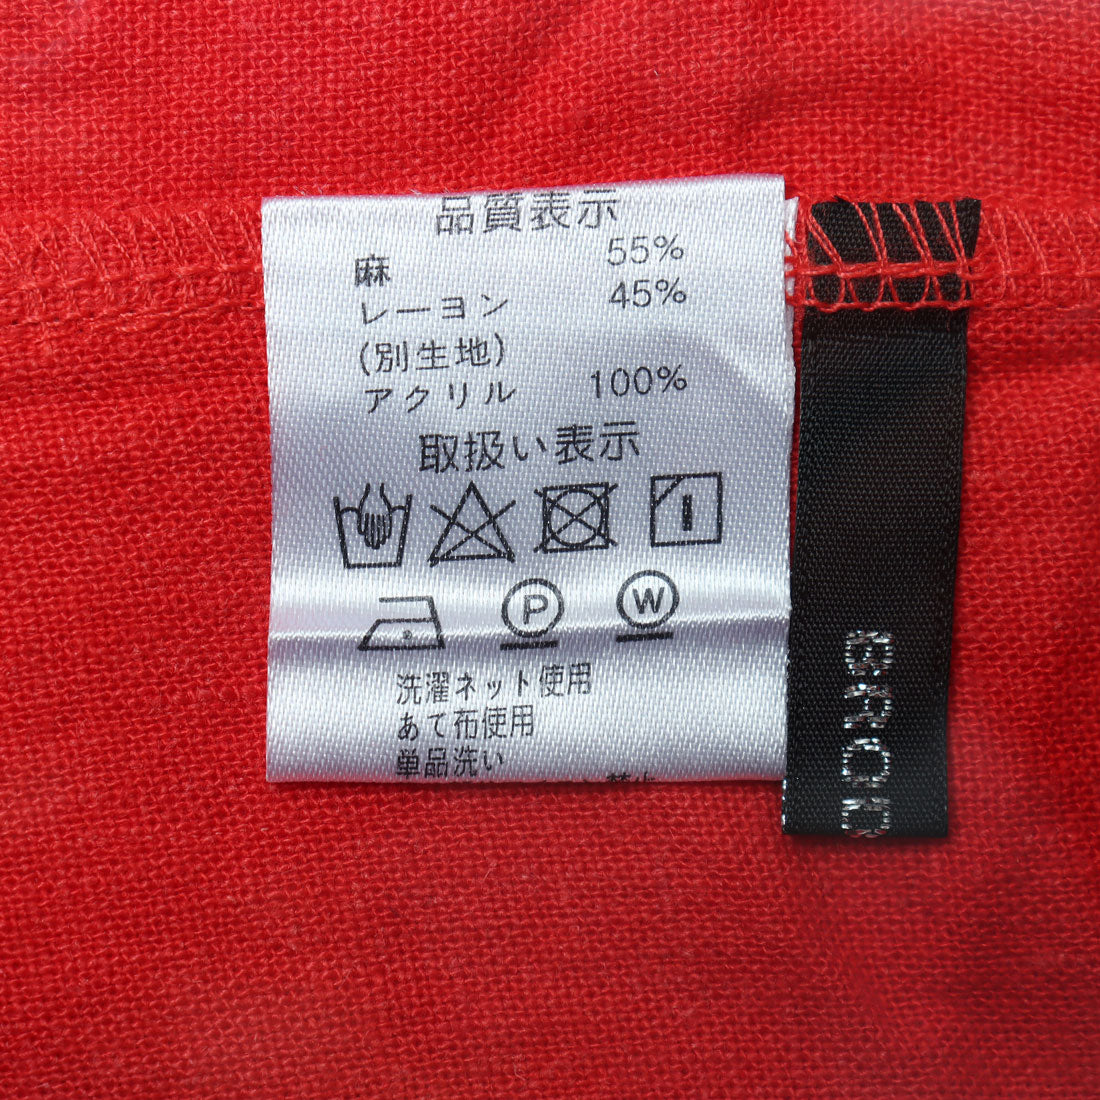 品質表示
麻 55%
レーヨン 45%
(別生地)
アクリル 100%
取扱い表示
P
W
洗濯ネット使用
あて布使用
単品洗い